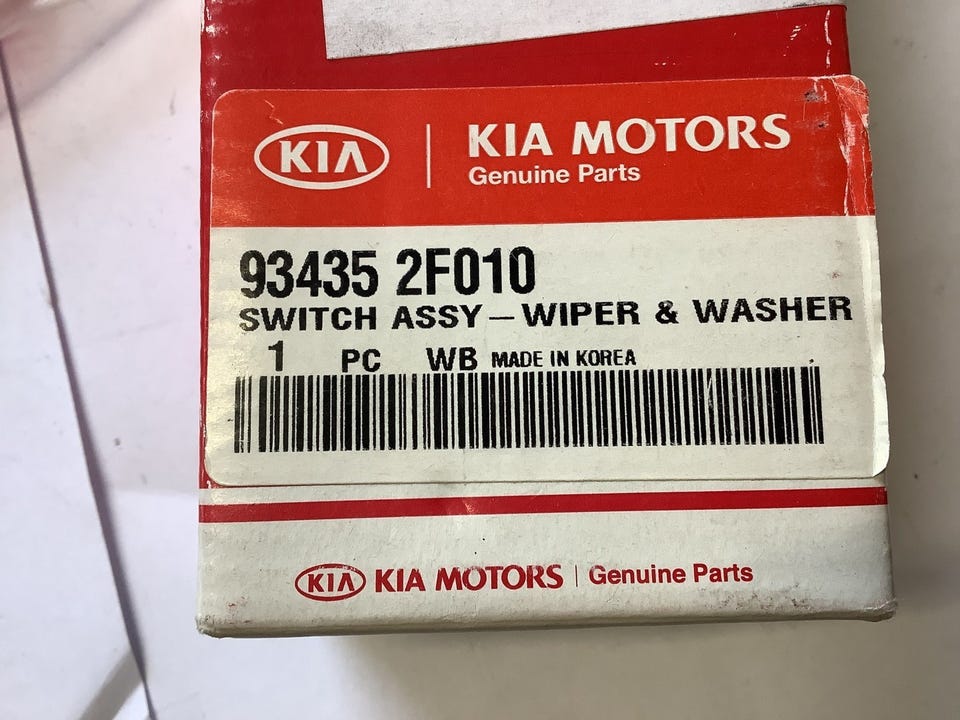 KIA KIA MOTORS
Genuine Parts
93435 2F010
SWITCH ASSY-WIPER & WASHER
1 PC WB MADE IN KOREA
KIA KIA MOTORS | Genuine Parts